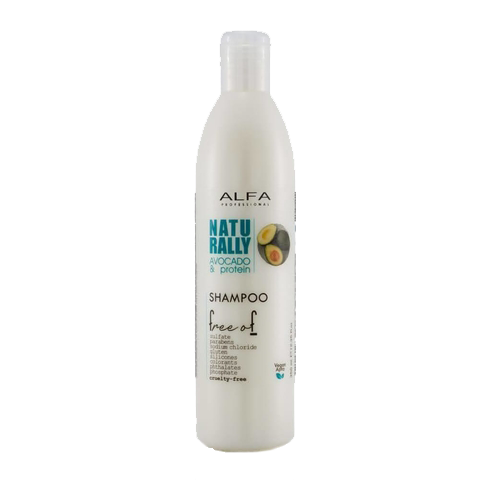 ALFA
PROFESSIONAL
NATU
RALLY
AVOCADO
& protein
SHAMPOO
free of
sulfate
parabens
sodium chloride
gluten
silicones
colorants
phthalates
phosphate
cruelty-free
Vegan